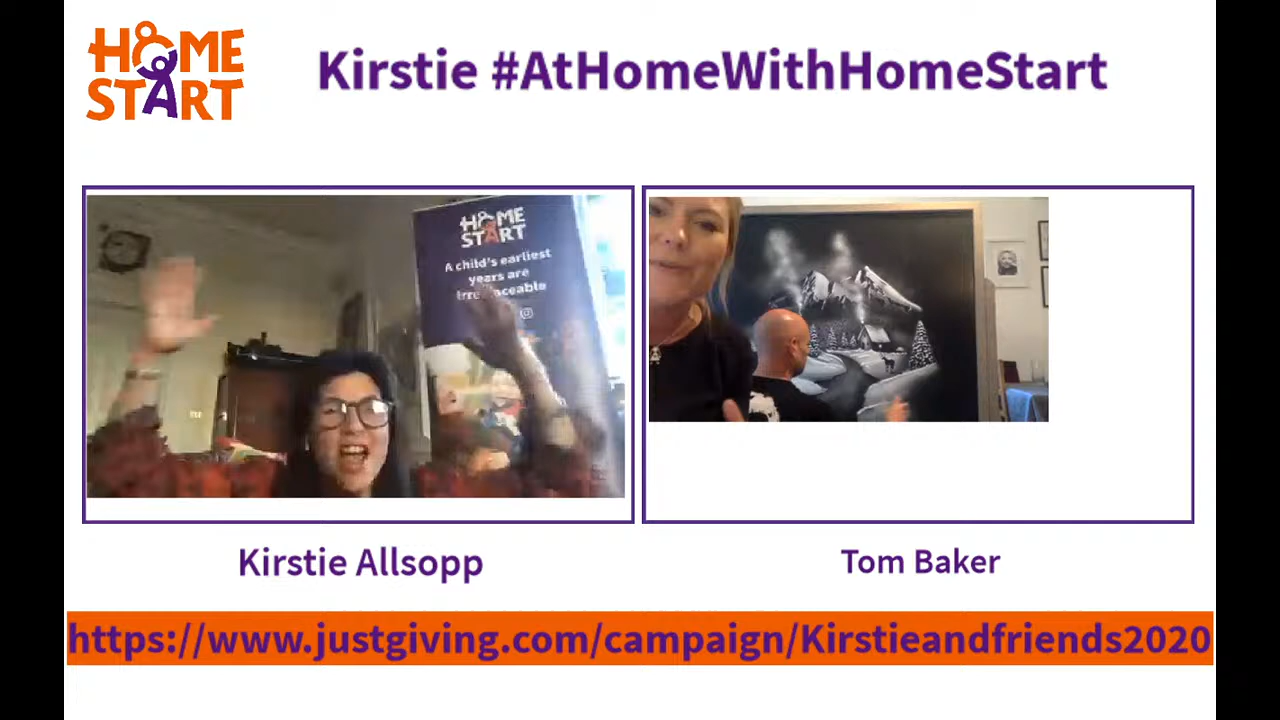 HOME
START
Kirstie #AtHomeWithHomeStart
HOME
START
A child's earliest
years are
Kirstie Allsopp
Tom Baker
https://www.justgiving.com/campaign/Kirstieandfriends2020